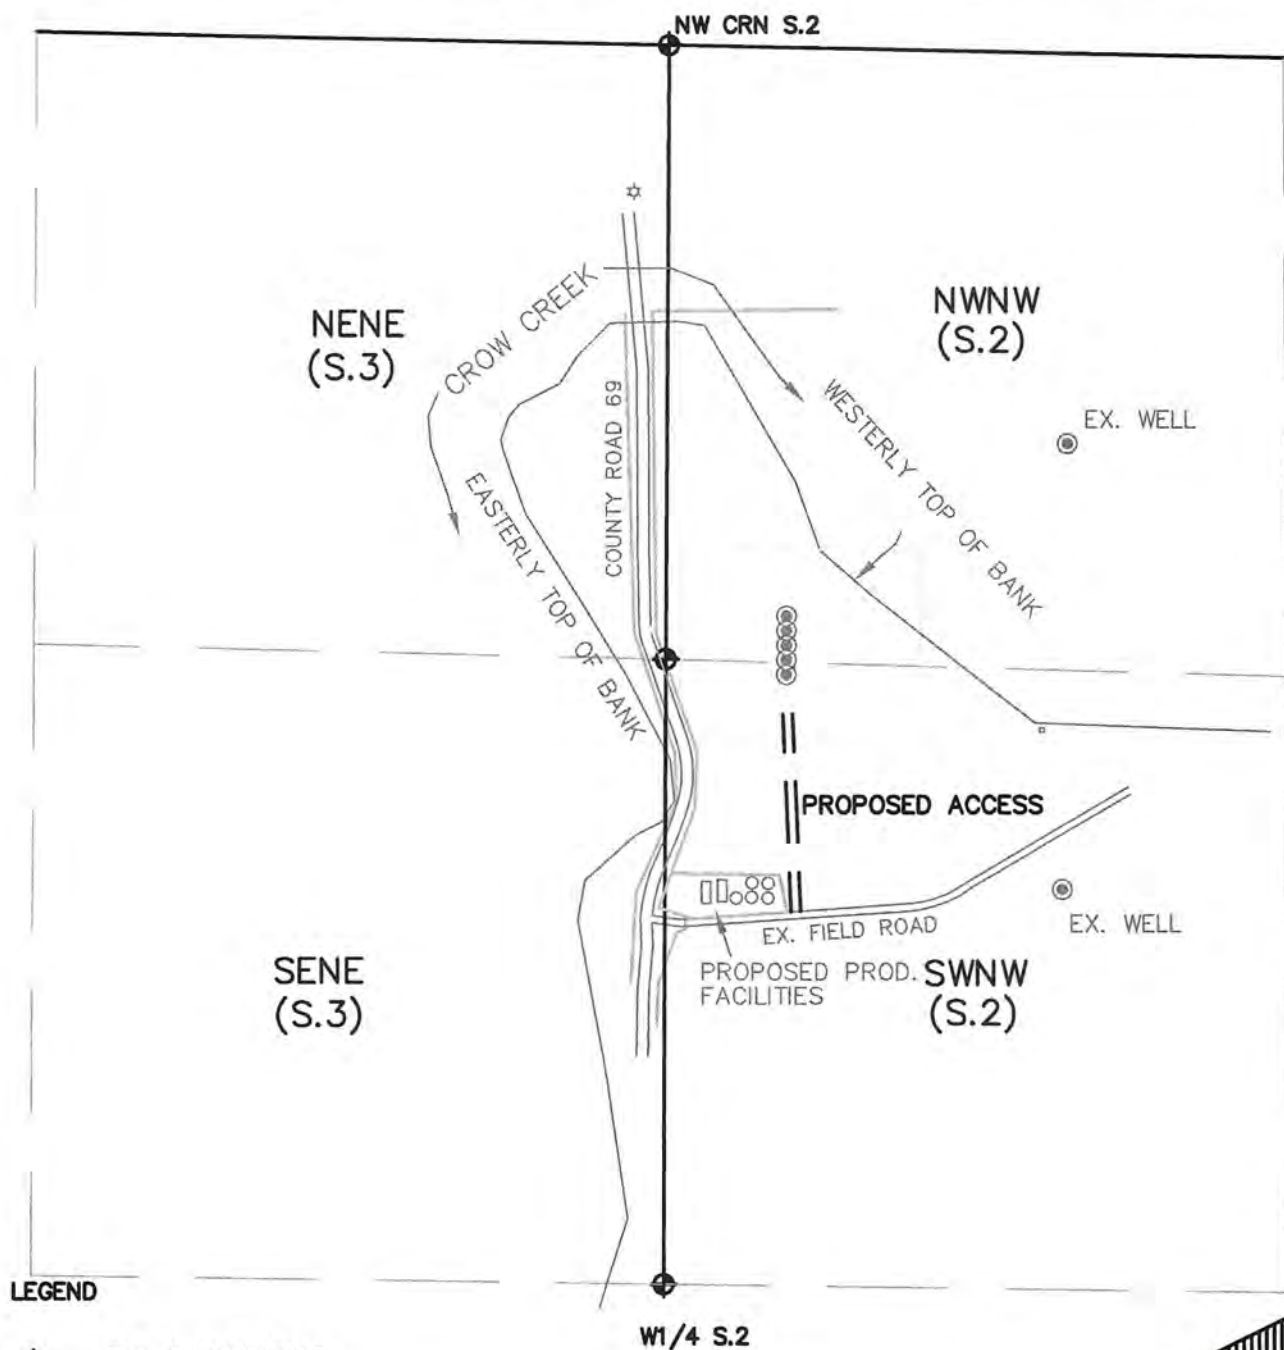 NW CRN S.2
NENE
(S.3)
CROW CREEK
NWNW
(S.2)
COUNTY ROAD 69
EASTERLY TOP OF BANK
WESTERLY TOP OF BANK
EX. WELL
PROPOSED ACCESS
EX. FIELD ROAD
EX. WELL
PROPOSED PROD.
FACILITIES
SENE
(S.3)
SWNW
(S.2)
LEGEND
W1/4 S.2